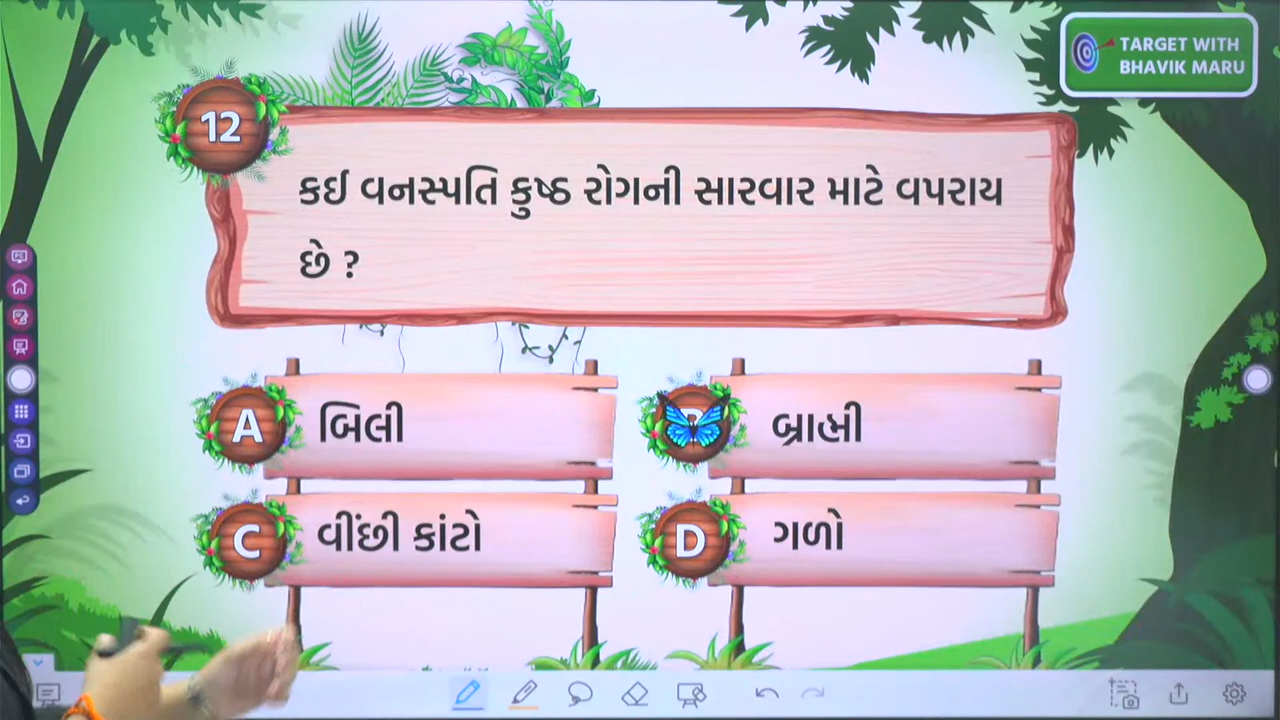 TARGET WITH
BHAVIK MARU
12
કઈ વનસ્પતિ કુષ્ઠ રોગની સારવાર માટે વપરાય
છે ?
A બિલી
બ્રાહ્મી
C વીંછી કાંટો
D ગળો